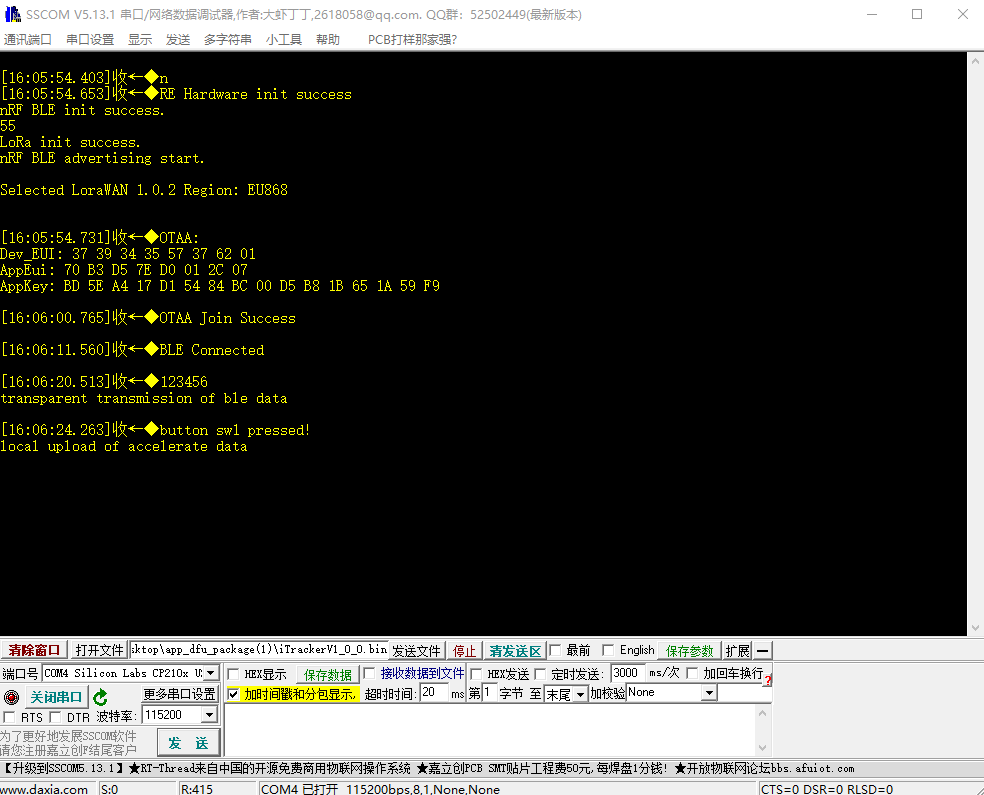 SSCOM V5.13.1 串口/网络数据调试器,作者:大虾丁丁,2618058@qq.com. QQ群: 52502449(最新版本)
通讯端口 串口设置 显示 发送 多字符串 小工具 帮助 PCB打样那家强?
[16:05:54.403]收←◆n
[16:05:54.653]收←◆RE Hardware init success
nRF BLE init success.
55
LoRa init success.
nRF BLE advertising start.
Selected LoraWAN 1.0.2 Region: EU868
[16:05:54.731]收←◆OTAA:
Dev_EUI: 37 39 34 35 57 37 62 01
AppEui: 70 B3 D5 7E D0 01 2C 07
AppKey: BD 5E A4 17 D1 54 84 BC 00 D5 B8 1B 65 1A 59 F9
[16:06:00.765]收←◆OTAA Join Success
[16:06:11.560]收←◆BLE Connected
[16:06:20.513]收←◆123456
transparent transmission of ble data
[16:06:24.263]收←◆button sw1 pressed!
local upload of accelerate data
清除窗口 打开文件 sktop\app_dfu_package(1)\iTrackerV1_0_0.bin 发送文件 停止 请发送区 最前 English 保存参数 扩展 —
端口号 COM4 Silicon Labs CP210x U HEX显示 保存数据 接收数据到文件 HEX发送 定时发送: 3000 ms/次 加回车换行
关闭串口 更多串口设置 加时间戳和分包显示, 超时时间: 20 ms 第1 字节 至 末尾 加校验 None
RTS DTR 波特率: 115200
为了更好地发展SSCOM软件
请您注册嘉立创F结尾客户
发 送
【升级到SSCOM5.13.1】★RT-Thread来自中国的开源免费商用物联网操作系统 ★嘉立创PCB SMT贴片工程费50元,每焊盘1分钱! ★开放物联网论坛bbs.afuiot.com
www.daxia.com S:0 R:415 COM4 已打开 115200bps,8,1,None,None CTS=0 DSR=0 RLSD=0